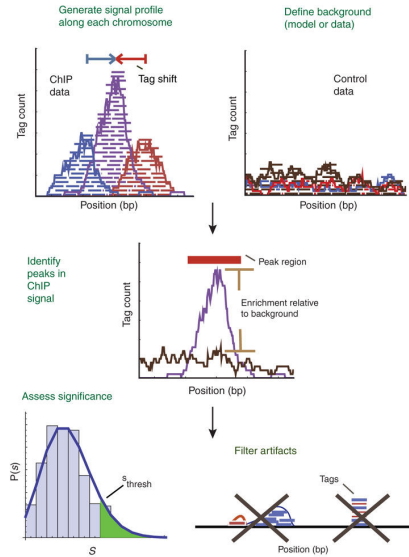 Generate signal profile
along each chromosome
Define background
(model or data)
ChIP
data
Tag shift
Tag count
Position (bp)
Control
data
Tag count
Position (bp)
Identify
peaks in
ChIP
signal
Peak region
Enrichment relative
to background
Tag count
Position (bp)
Assess significance
P(s)
s
thresh
S
Filter artifacts
Tags
Position (bp)